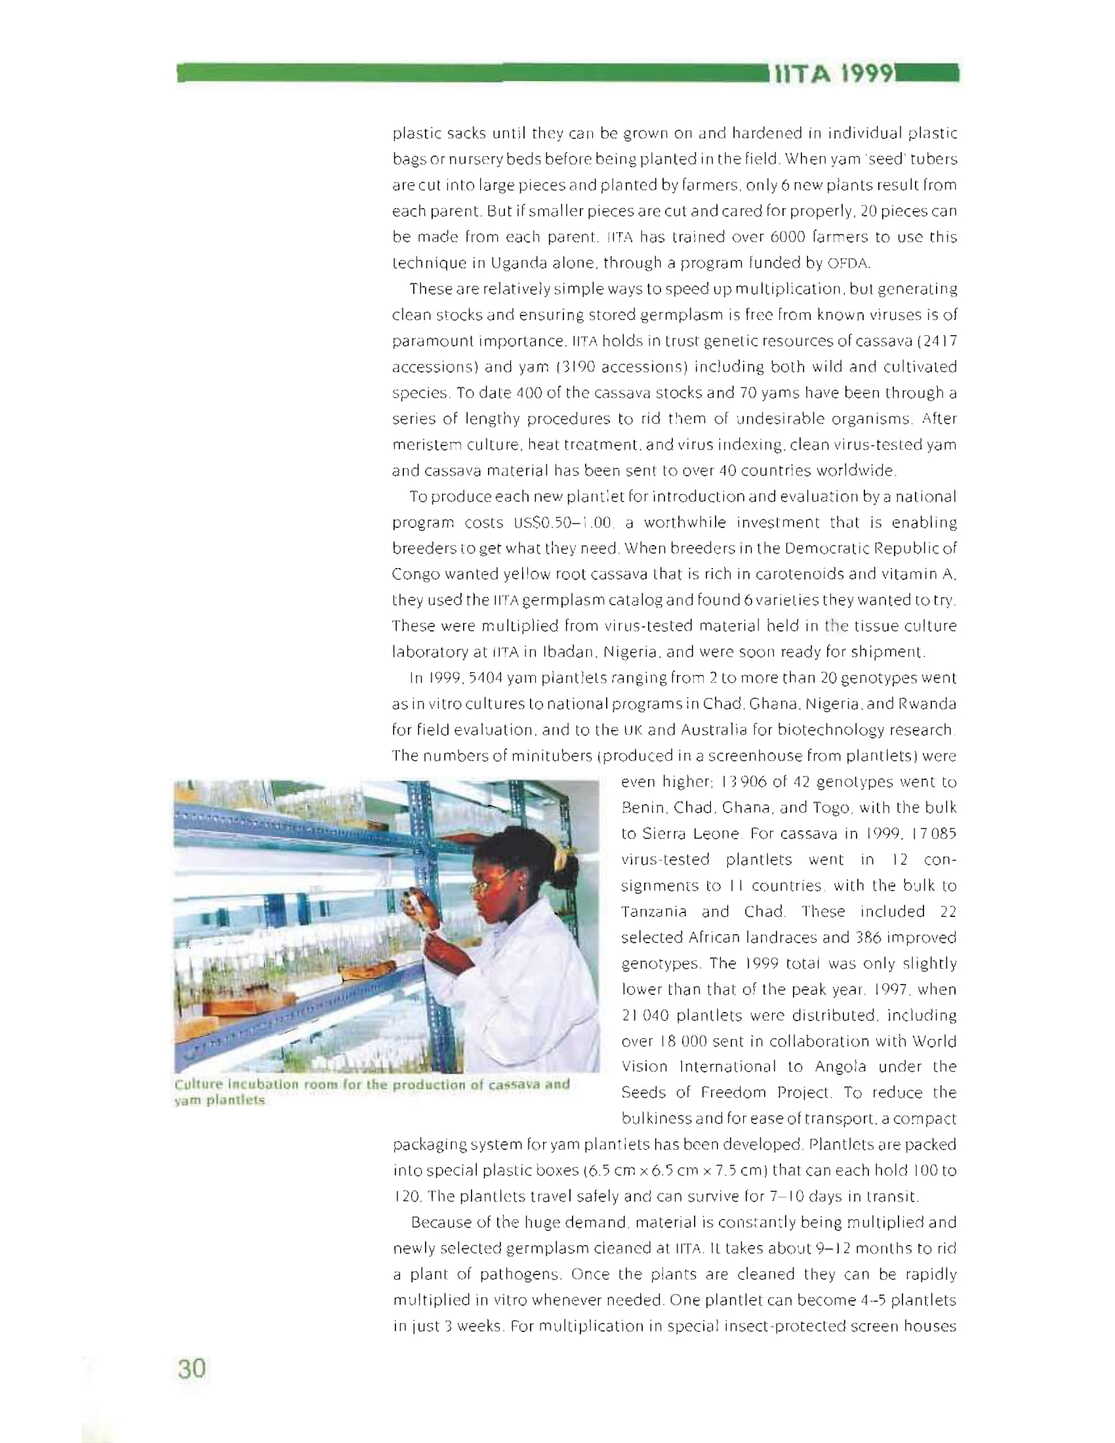 IITA 1999
plastic sacks until they can be grown on and hardened in individual plastic
bags or nursery beds before being planted in the field. When yam 'seed' tubers
are cut into large pieces and planted by farmers, only 6 new plants result from
each parent. But if smaller pieces are cut and cared for properly, 20 pieces can
be made from each parent. IITA has trained over 6000 farmers to use this
technique in Uganda alone, through a program funded by OFDA.
These are relatively simple ways to speed up multiplication, but generating
clean stocks and ensuring stored germplasm is free from known viruses is of
paramount importance. IITA holds in trust genetic resources of cassava (2417
accessions) and yam (3190 accessions) including both wild and cultivated
species. To date 400 of the cassava stocks and 70 yams have been through a
series of lengthy procedures to rid them of undesirable organisms. After
meristem culture, heat treatment, and virus indexing, clean virus-tested yam
and cassava material has been sent to over 40 countries worldwide.
To produce each new plantlet for introduction and evaluation by a national
program costs US$0.50–1.00, a worthwhile investment that is enabling
breeders to get what they need. When breeders in the Democratic Republic of
Congo wanted yellow root cassava that is rich in carotenoids and vitamin A,
they used the IITA germplasm catalog and found 6 varieties they wanted to try.
These were multiplied from virus-tested material held in the tissue culture
laboratory at IITA in Ibadan, Nigeria, and were soon ready for shipment.
In 1999, 5404 yam plantlets ranging from 2 to more than 20 genotypes went
as in vitro cultures to national programs in Chad, Ghana, Nigeria, and Rwanda
for field evaluation, and to the UK and Australia for biotechnology research.
The numbers of minitubers (produced in a screenhouse from plantlets) were
even higher; 13 906 of 42 genotypes went to
Benin, Chad, Ghana, and Togo, with the bulk
to Sierra Leone. For cassava in 1999, 17 085
virus-tested plantlets went in 12 con-
signments to 11 countries, with the bulk to
Tanzania and Chad. These included 22
selected African landraces and 386 improved
genotypes. The 1999 total was only slightly
lower than that of the peak year, 1997, when
21 040 plantlets were distributed, including
over 18 000 sent in collaboration with World
Vision International to Angola under the
Seeds of Freedom Project. To reduce the
bulkiness and for ease of transport, a compact
Culture incubation room for the production of cassava and
yam plantlets
packaging system for yam plantlets has been developed. Plantlets are packed
into special plastic boxes (6.5 cm x 6.5 cm x 7.5 cm) that can each hold 100 to
120. The plantlets travel safely and can survive for 7–10 days in transit.
Because of the huge demand, material is constantly being multiplied and
newly selected germplasm cleaned at IITA. It takes about 9–12 months to rid
a plant of pathogens. Once the plants are cleaned they can be rapidly
multiplied in vitro whenever needed. One plantlet can become 4–5 plantlets
in just 3 weeks. For multiplication in special insect-protected screen houses
30